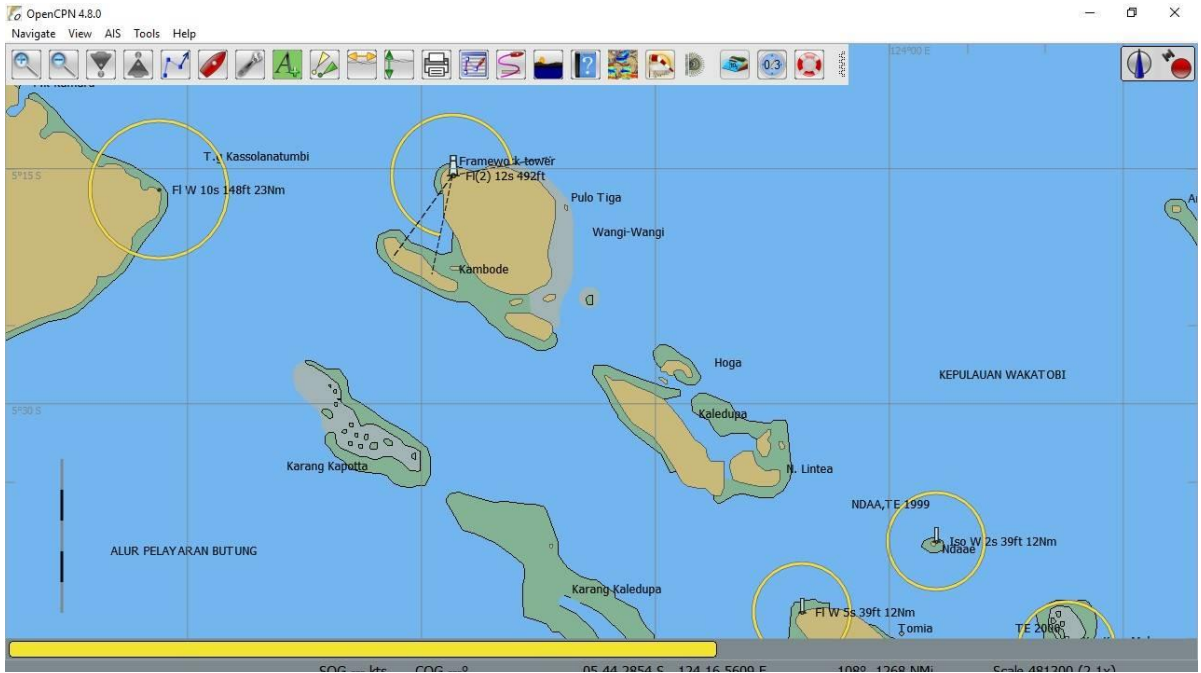 OpenCPN 4.8.0
Navigate View AIS Tools Help
124°00 E
T.g Kassolanatumbi
Framework tower
5°15 S
Fl W 10s 148ft 23Nm
Fl(2) 12s 492ft
Pulo Tiga
Wangi-Wangi
Kambode
Hoga
KEPULAUAN WAKATOBI
5°30 S
Kaledupa
Karang Kapotta
N. Lintea
NDAA,TE 1999
Iso W 2s 39ft 12Nm
Ndaae
ALUR PELAYARAN BUTUNG
Karang Kaledupa
Fl W 5s 39ft 12Nm
Tomia
TE 2006
SOG --- kts COG ---° 05 44.2854 S 124 16.5609 E 108° 1268 NMi Scale 481200 (2.1x)